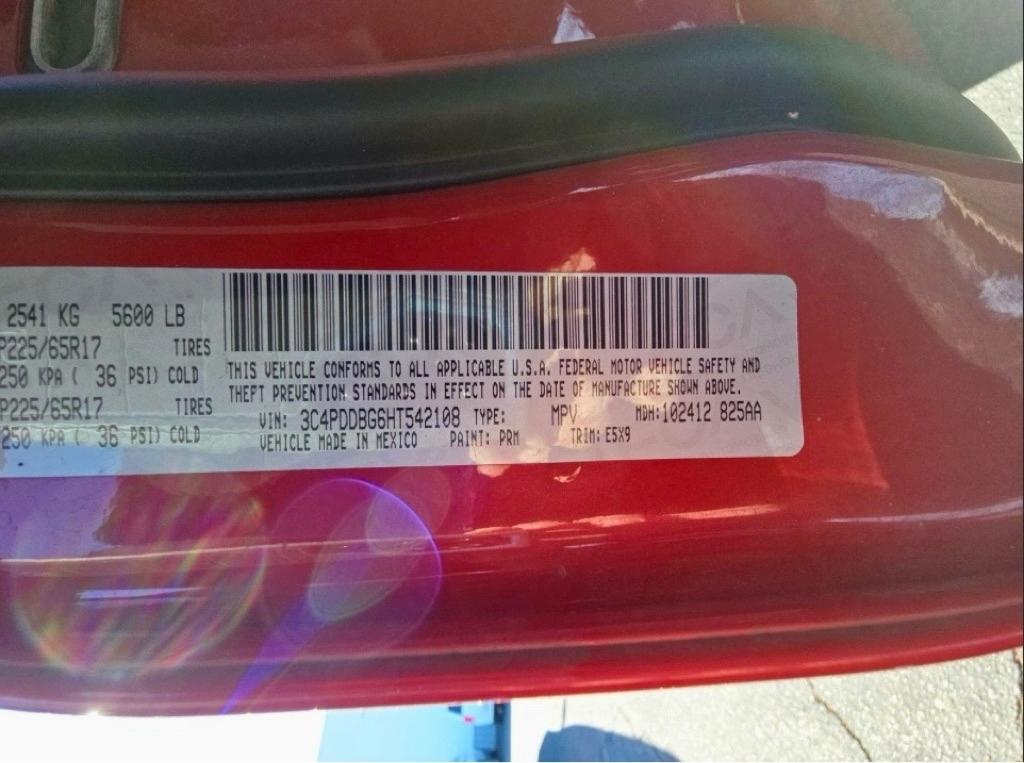 2541 KG 5600 LB
P225/65R17 TIRES
250 KPA ( 36 PSI) COLD
P225/65R17 TIRES
250 KPA ( 36 PSI) COLD
THIS VEHICLE CONFORMS TO ALL APPLICABLE U.S.A. FEDERAL MOTOR VEHICLE SAFETY AND
THEFT PREVENTION STANDARDS IN EFFECT ON THE DATE OF MANUFACTURE SHOWN ABOVE.
VIN: 3C4PDDBG6HT542108 TYPE: MPV MDH:102412 825AA
VEHICLE MADE IN MEXICO PAINT: PRM TRIM: E5X9